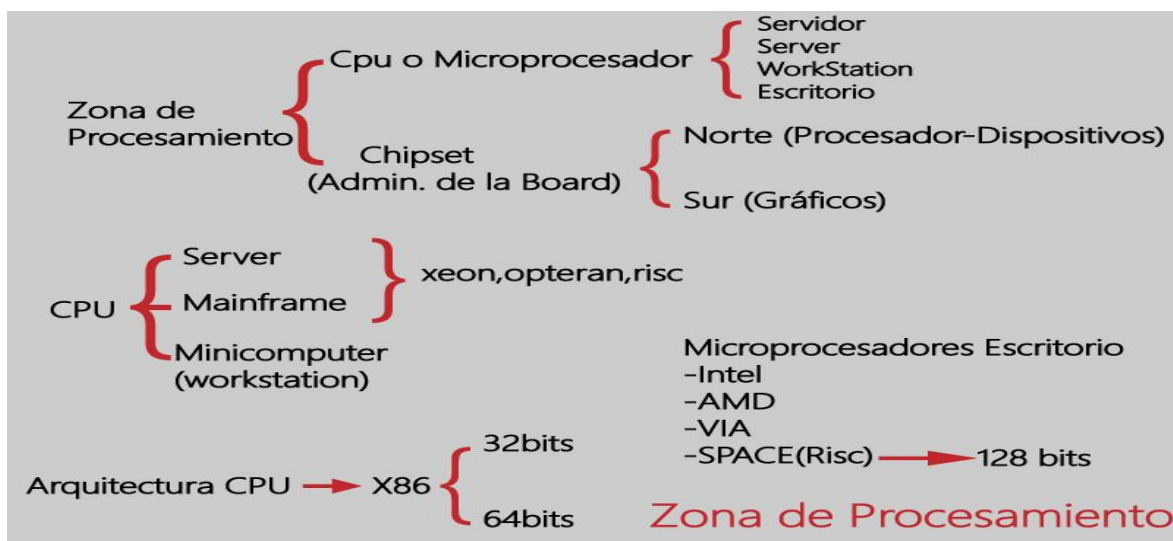 Zona de
Procesamiento
Cpu o Microprocesador
Servidor
Server
WorkStation
Escritorio
Chipset
(Admin. de la Board)
Norte (Procesador-Dispositivos)
Sur (Gráficos)
CPU
Server
Mainframe
Minicomputer
(workstation)
xeon,opteran,risc
Microprocesadores Escritorio
-Intel
-AMD
-VIA
-SPACE(Risc)
128 bits
Arquitectura CPU
X86
32bits
64bits
Zona de Procesamiento